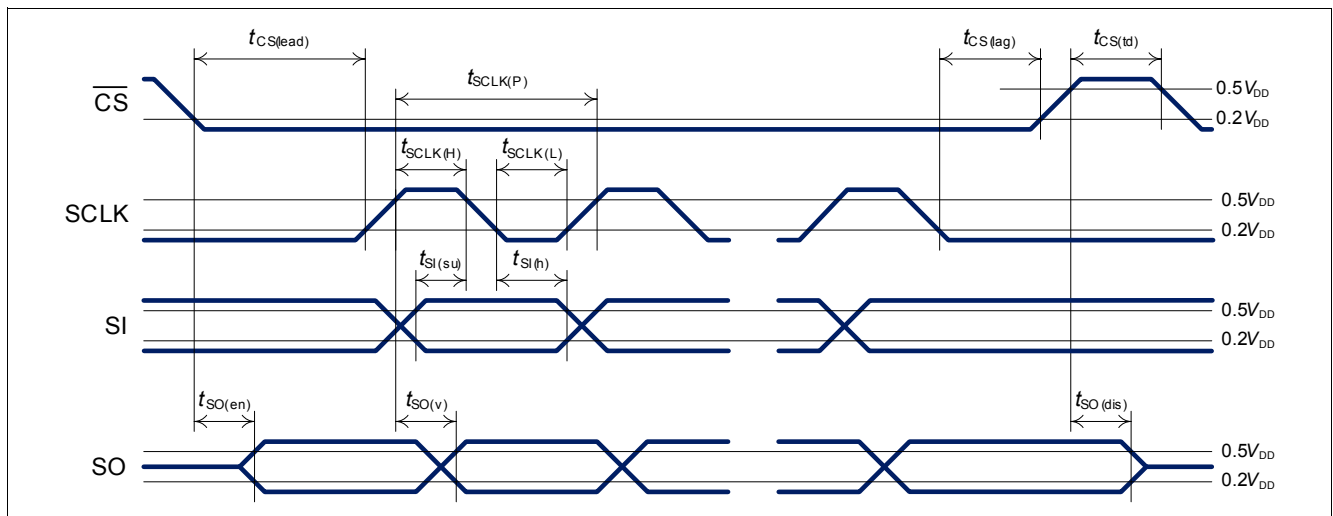 tCS(lead)
tCS(lag)
tCS(td)
tSCLK(P)
CS
0.5VDD
0.2VDD
tSCLK(H)
tSCLK(L)
SCLK
0.5VDD
0.2VDD
tSI(su)
tSI(h)
SI
0.5VDD
0.2VDD
tSO(en)
tSO(v)
tSO(dis)
SO
0.5VDD
0.2VDD